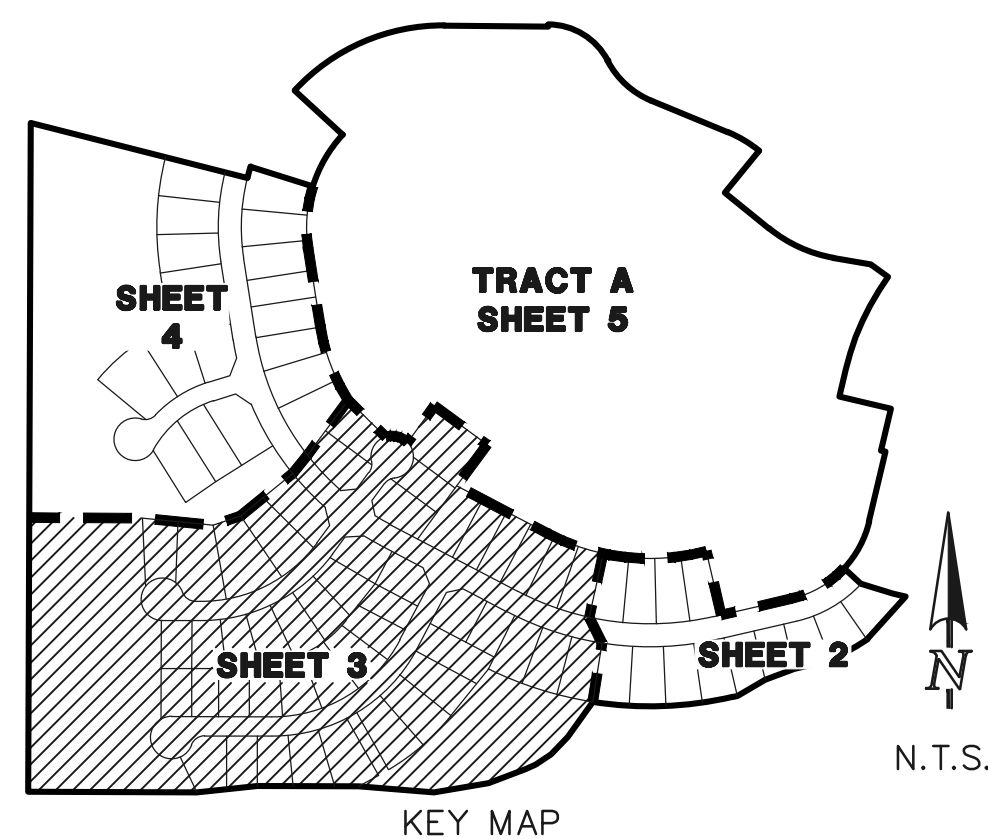 TRACT A
SHEET 5
SHEET
4
SHEET 3
SHEET 2
N
N.T.S.
KEY MAP